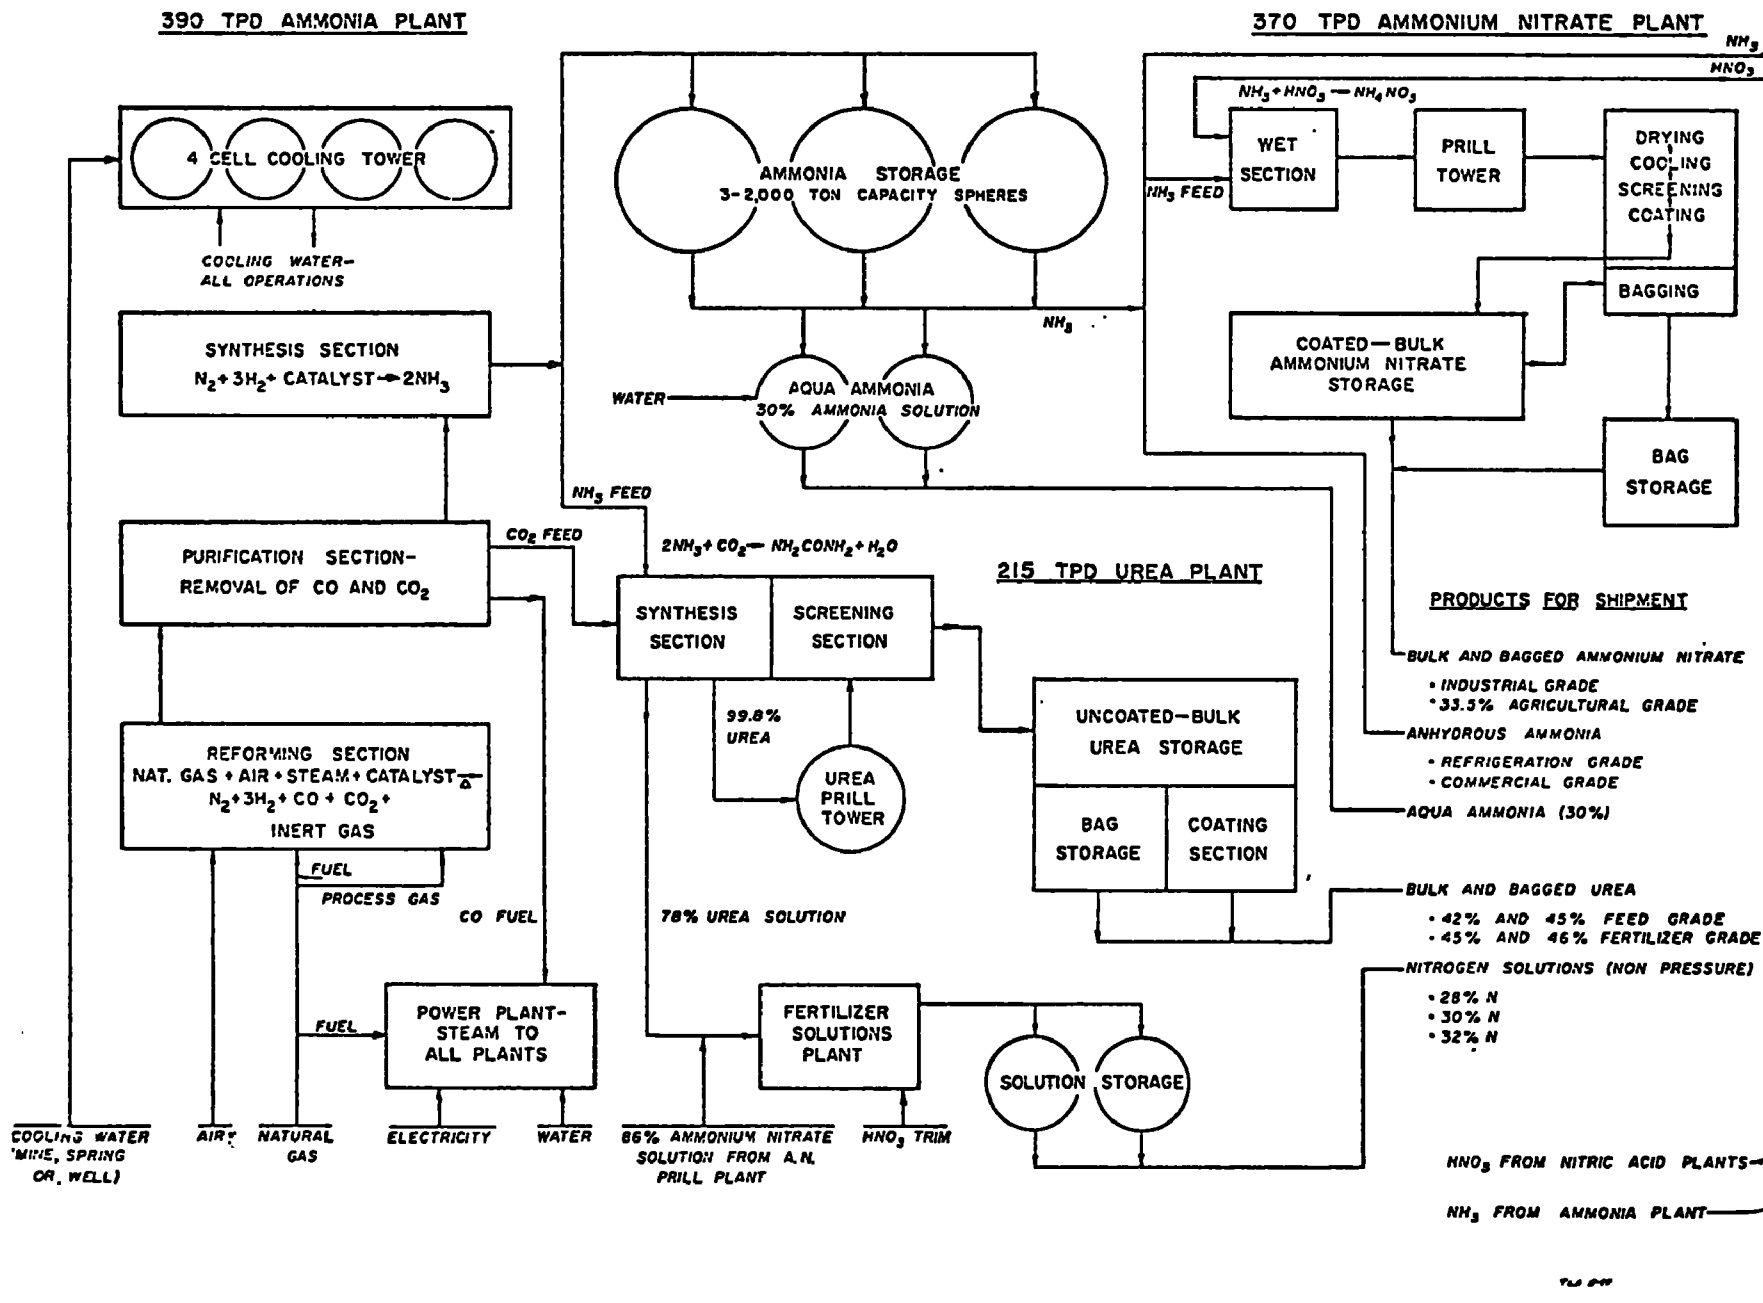 390 TPD AMMONIA PLANT
370 TPD AMMONIUM NITRATE PLANT
NH3
HNO3
NH3+HNO3—NH4NO3
4 CELL COOLING TOWER
COOLING WATER-
ALL OPERATIONS
AMMONIA STORAGE
3-2,000 TON CAPACITY SPHERES
NH3
NH3 FEED
WET
SECTION
PRILL
TOWER
DRYING
COOLING
SCREENING
COATING
BAGGING
SYNTHESIS SECTION
N2+3H2+ CATALYST→2NH3
WATER
AQUA AMMONIA
30% AMMONIA SOLUTION
COATED—BULK
AMMONIUM NITRATE
STORAGE
BAG
STORAGE
NH3 FEED
CO2 FEED
PURIFICATION SECTION-
REMOVAL OF CO AND CO2
2NH3+CO2— NH2CONH2+H2O
215 TPD UREA PLANT
SYNTHESIS
SECTION
SCREENING
SECTION
99.8%
UREA
UREA
PRILL
TOWER
UNCOATED—BULK
UREA STORAGE
BAG
STORAGE
COATING
SECTION
REFORMING SECTION
NAT. GAS + AIR + STEAM + CATALYST
Δ
N2+3H2+ CO + CO2+
INERT GAS
FUEL
PROCESS GAS
CO FUEL
78% UREA SOLUTION
FUEL
POWER PLANT-
STEAM TO
ALL PLANTS
FERTILIZER
SOLUTIONS
PLANT
SOLUTION STORAGE
PRODUCTS FOR SHIPMENT
BULK AND BAGGED AMMONIUM NITRATE
• INDUSTRIAL GRADE
• 33.5% AGRICULTURAL GRADE
ANHYDROUS AMMONIA
• REFRIGERATION GRADE
• COMMERCIAL GRADE
AQUA AMMONIA (30%)
BULK AND BAGGED UREA
• 42% AND 45% FEED GRADE
• 45% AND 46% FERTILIZER GRADE
NITROGEN SOLUTIONS (NON PRESSURE)
• 28% N
• 30% N
• 32% N
COOLING WATER
(MINE, SPRING
OR, WELL)
AIR
NATURAL
GAS
ELECTRICITY
WATER
86% AMMONIUM NITRATE
SOLUTION FROM A.N.
PRILL PLANT
HNO3 TRIM
HNO3 FROM NITRIC ACID PLANTS
NH3 FROM AMMONIA PLANT